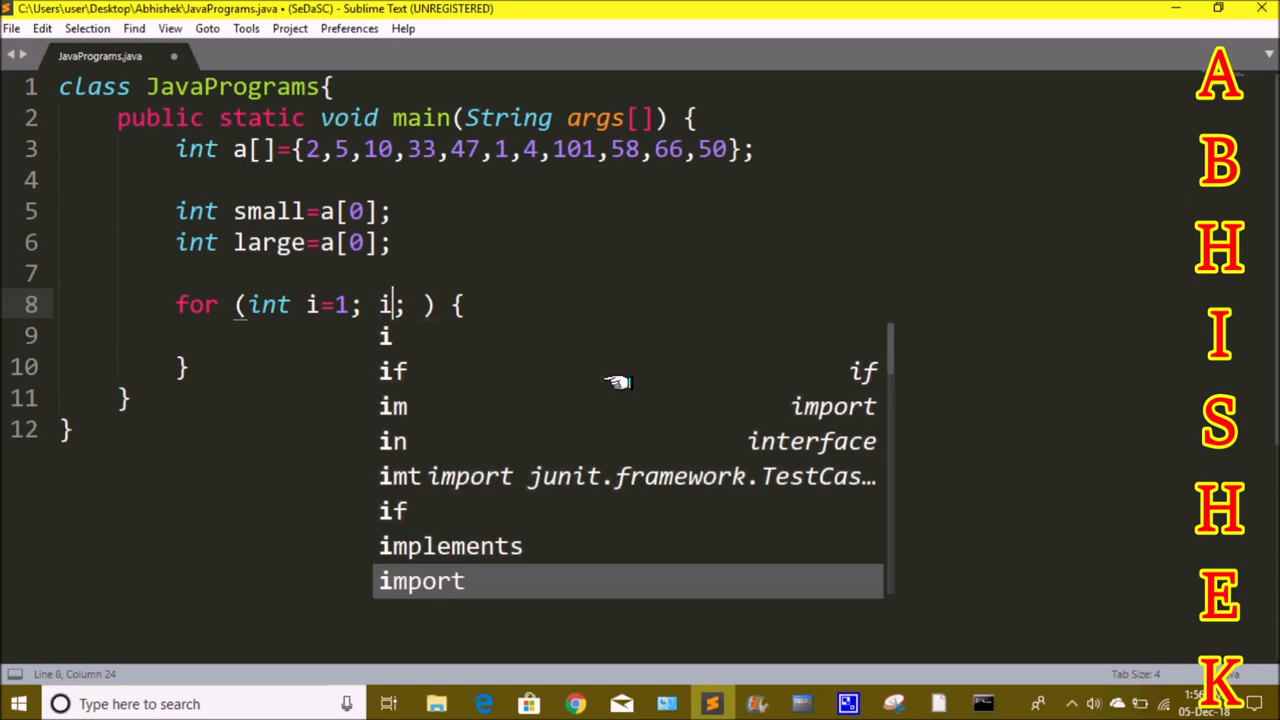 C:\Users\user\Desktop\Abhishek\JavaPrograms.java • (SeDaSC) - Sublime Text (UNREGISTERED)
File Edit Selection Find View Goto Tools Project Preferences Help
JavaPrograms.java
1 class JavaPrograms{
2 public static void main(String args[]) {
3 int a[]={2,5,10,33,47,1,4,101,58,66,50};
4
5 int small=a[0];
6 int large=a[0];
7
8 for (int i=1; i; ) {
9
10 }
11 }
12 }
i
if if
im import
in interface
imt import junit.framework.TestCas…
if
implements
import
A
B
H
I
S
H
E
K
Line 8, Column 24
Tab Size: 4
Type here to search
05-Dec-18